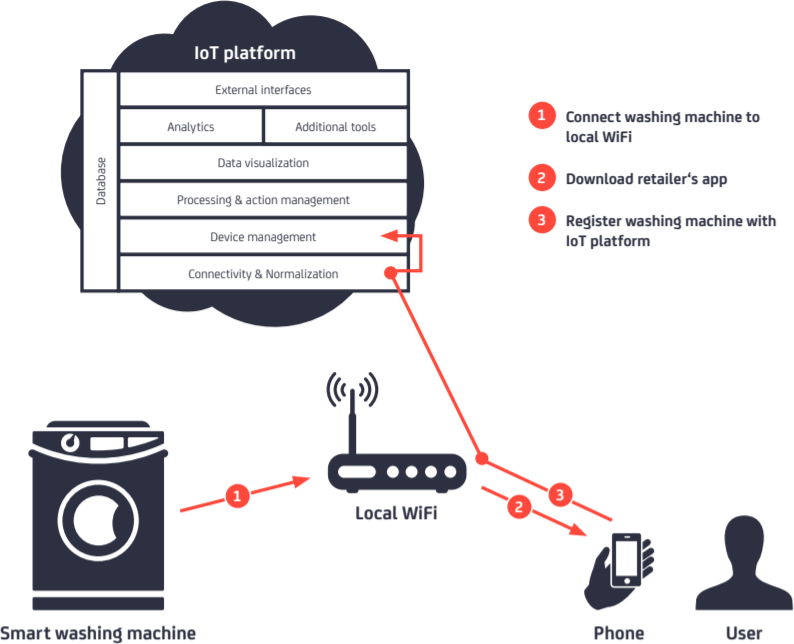 IoT platform
Database
External interfaces
Analytics
Additional tools
Data visualization
Processing & action management
Device management
Connectivity & Normalization
1 Connect washing machine to
local WiFi
2 Download retailer‘s app
3 Register washing machine with
IoT platform
1
2
3
Local WiFi
Smart washing machine
Phone
User